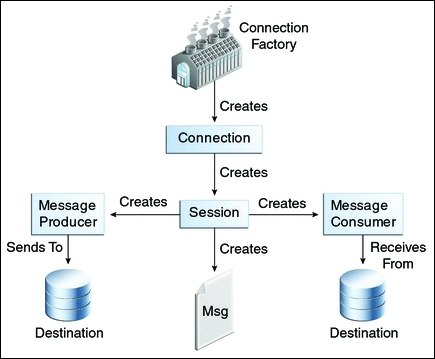 Connection
Factory
Creates
Connection
Creates
Message
Producer
Creates
Session
Creates
Message
Consumer
Sends To
Creates
Receives
From
Msg
Destination
Destination